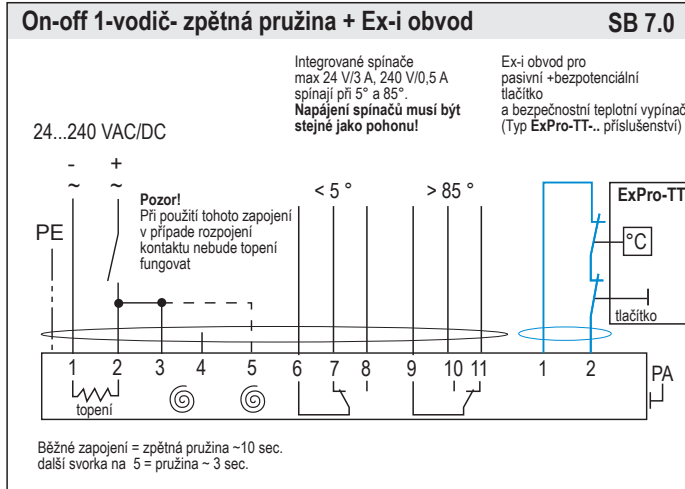 On-off 1-vodič- zpětná pružina + Ex-i obvod SB 7.0
Integrované spínače
max 24 V/3 A, 240 V/0,5 A
spínají při 5° a 85°.
Napájení spínačů musí být
stejné jako pohonu!
Ex-i obvod pro
pasivní +bezpotenciální
tlačítko
a bezpečnostní teplotní vypínač
(Typ ExPro-TT-.. příslušenství)
24...240 VAC/DC
- +
~ ~
Pozor!
Při použití tohoto zapojení
v případe rozpojení
kontaktu nebude topení
fungovat
PE
< 5 ° > 85 °
ExPro-TT
°C
tlačítko
1 2 3 4 5 6 7 8 9 10 11 1 2
PA
topení
Běžné zapojení = zpětná pružina ~10 sec.
další svorka na 5 = pružina ~ 3 sec.